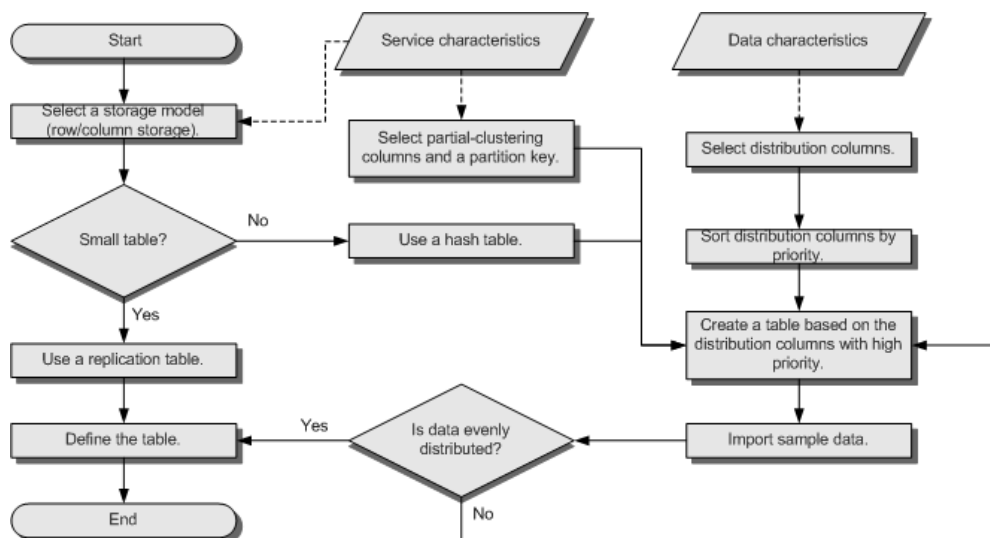 Start
Service characteristics
Data characteristics
Select a storage model
(row/column storage).
Select partial-clustering
columns and a partition key.
Select distribution columns.
Small table?
No
Use a hash table.
Sort distribution columns by
priority.
Yes
Use a replication table.
Create a table based on the
distribution columns with high
priority.
Define the table.
Yes
Is data evenly
distributed?
Import sample data.
End
No